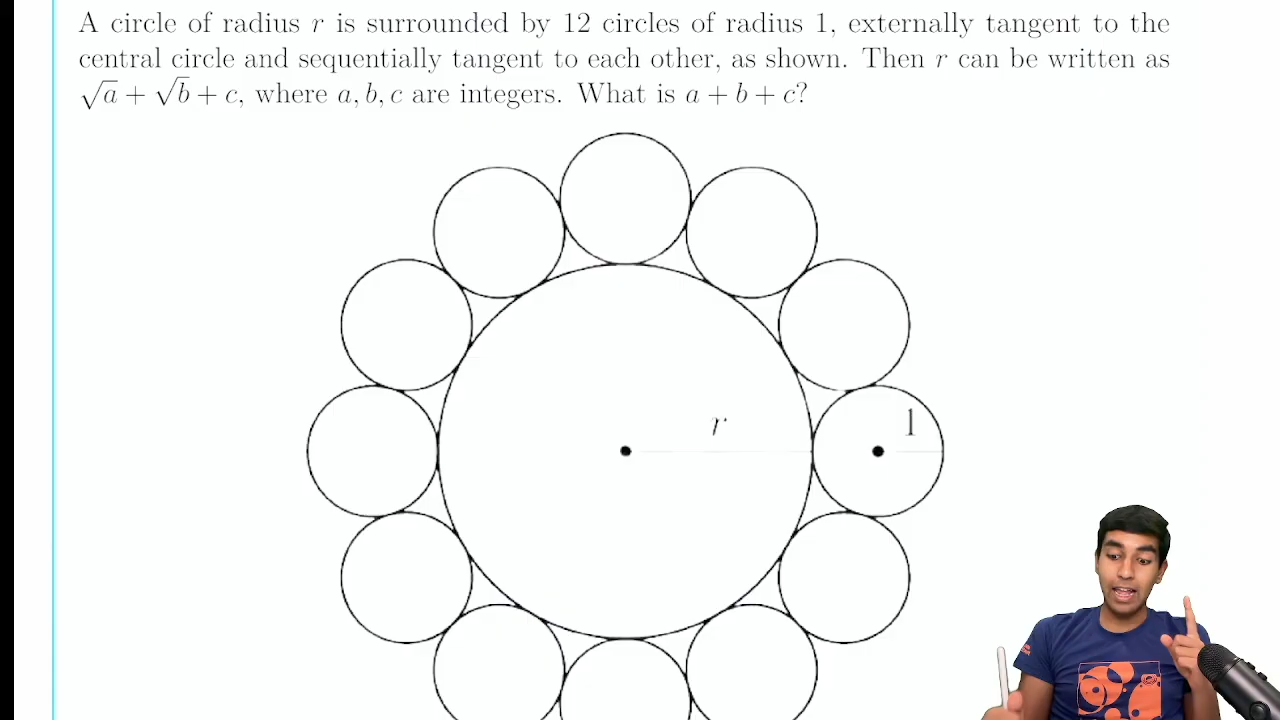 A circle of radius r is surrounded by 12 circles of radius 1, externally tangent to the
central circle and sequentially tangent to each other, as shown. Then r can be written as
√a + √b + c, where a, b, c are integers. What is a + b + c?
r
1